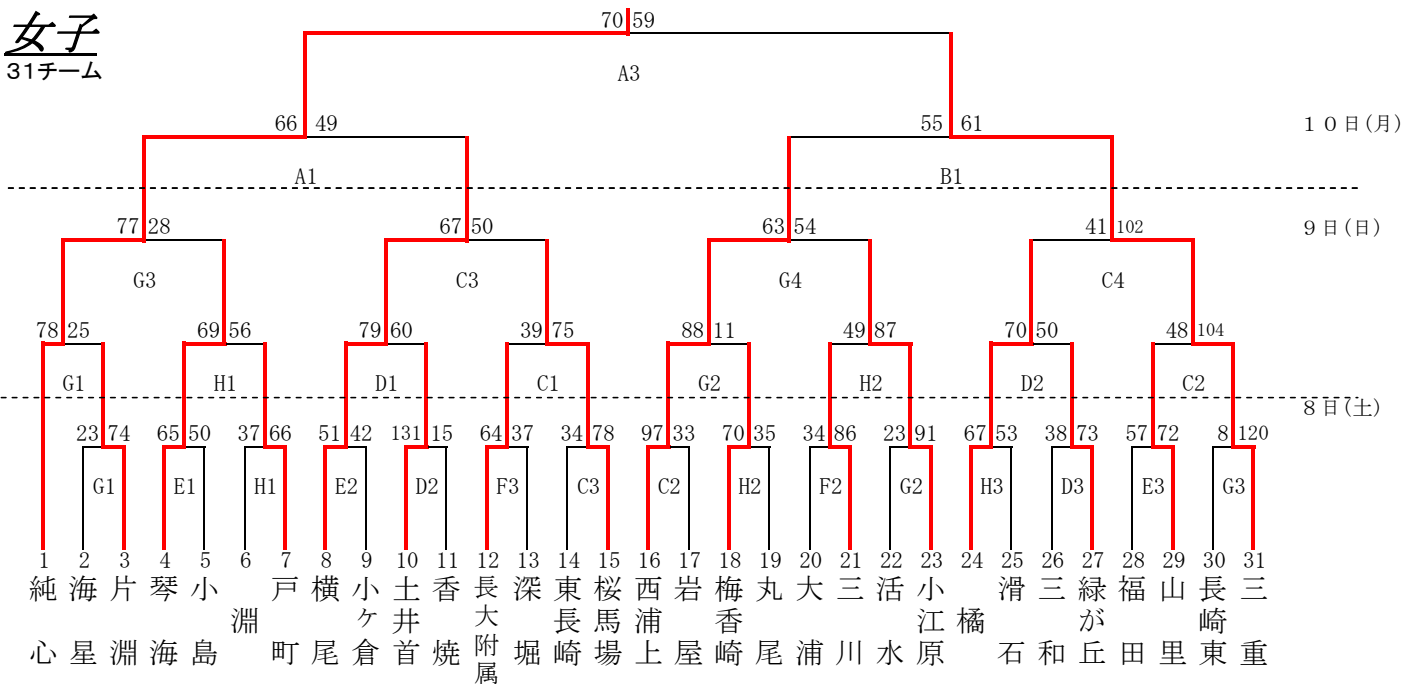 女子
31チーム
70 59
A3
66 49
55 61
10日(月)
A1
B1
77 28
67 50
63 54
41 102
9日(日)
G3
C3
G4
C4
78 25
69 56
79 60
39 75
88 11
49 87
70 50
48 104
G1
H1
D1
C1
G2
H2
D2
C2
8日(土)
23 74
65 50
37 66
51 42
131 15
64 37
34 78
97 33
70 35
34 86
23 91
67 53
38 73
57 72
8 120
G1
E1
H1
E2
D2
F3
C3
C2
H2
F2
G2
H3
D3
E3
G3
1 純心
2 海星
3 片淵
4 琴海
5 小島
6 淵
7 戸町
8 横尾
9 小ヶ倉
10 土井首
11 香焼
12 長大附属
13 深堀
14 東長崎
15 桜馬場
16 西浦上
17 岩屋
18 梅香崎
19 丸尾
20 大浦
21 三川
22 活水
23 小江原
24 橘
25 滑石
26 三和
27 緑が丘
28 福田
29 山里
30 長崎東
31 三重